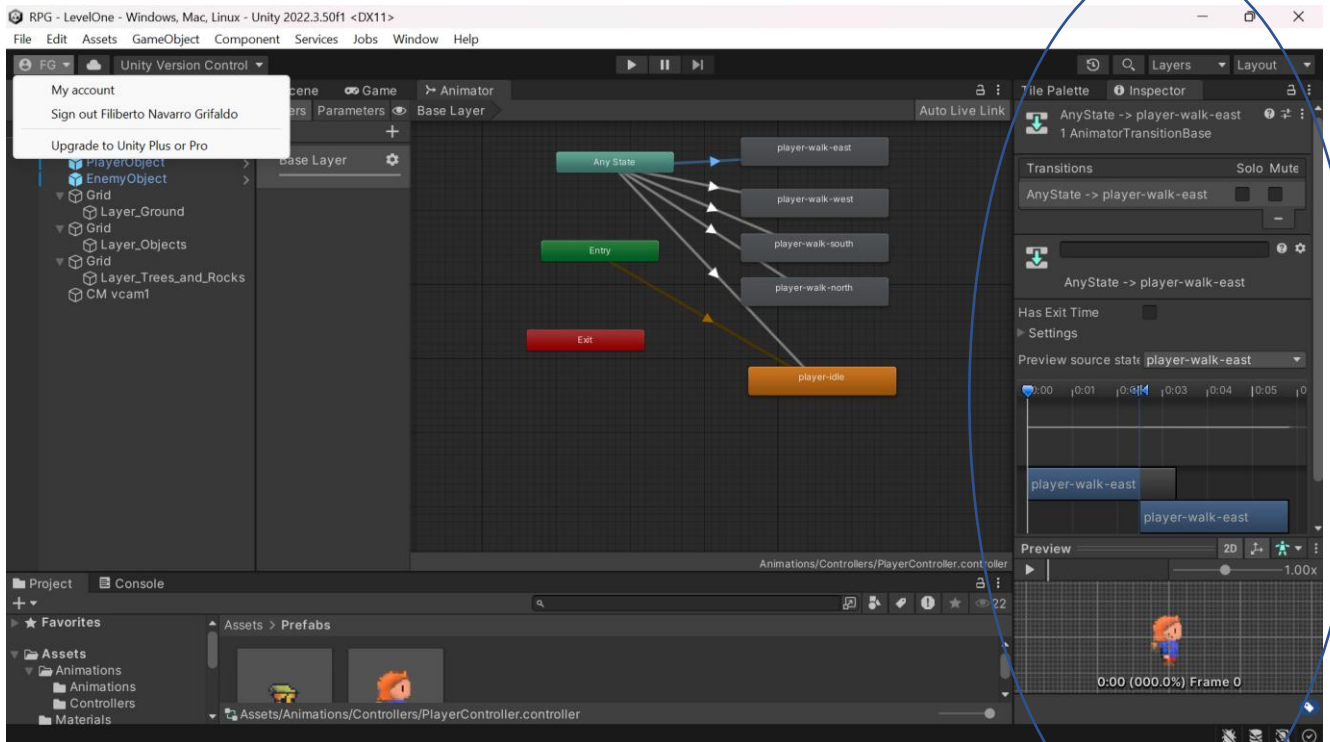 RPG - LevelOne - Windows, Mac, Linux - Unity 2022.3.50f1 <DX11>
File Edit Assets GameObject Component Services Jobs Window Help
FG Unity Version Control Layers Layout
My account
Sign out Filiberto Navarro Grifaldo
Upgrade to Unity Plus or Pro
cene Game Animator
ers Parameters Base Layer Auto Live Link
Base Layer
PlayerObject
EnemyObject
Grid
Layer_Ground
Grid
Layer_Objects
Grid
Layer_Trees_and_Rocks
CM vcam1
Any State
player-walk-east
player-walk-west
player-walk-south
Entry
player-walk-north
Exit
player-idle
Animations/Controllers/PlayerController.controller
Tile Palette Inspector
AnyState -> player-walk-east
1 AnimatorTransitionBase
Transitions Solo Mute
AnyState -> player-walk-east
AnyState -> player-walk-east
Has Exit Time
Settings
Preview source state player-walk-east
0:00 0:01 0:03 0:04 0:05
player-walk-east
player-walk-east
Preview 2D
1.00x
0:00 (000.0%) Frame 0
Project Console
22
Favorites
Assets > Prefabs
Assets
Animations
Animations
Controllers
Materials
Assets/Animations/Controllers/PlayerController.controller